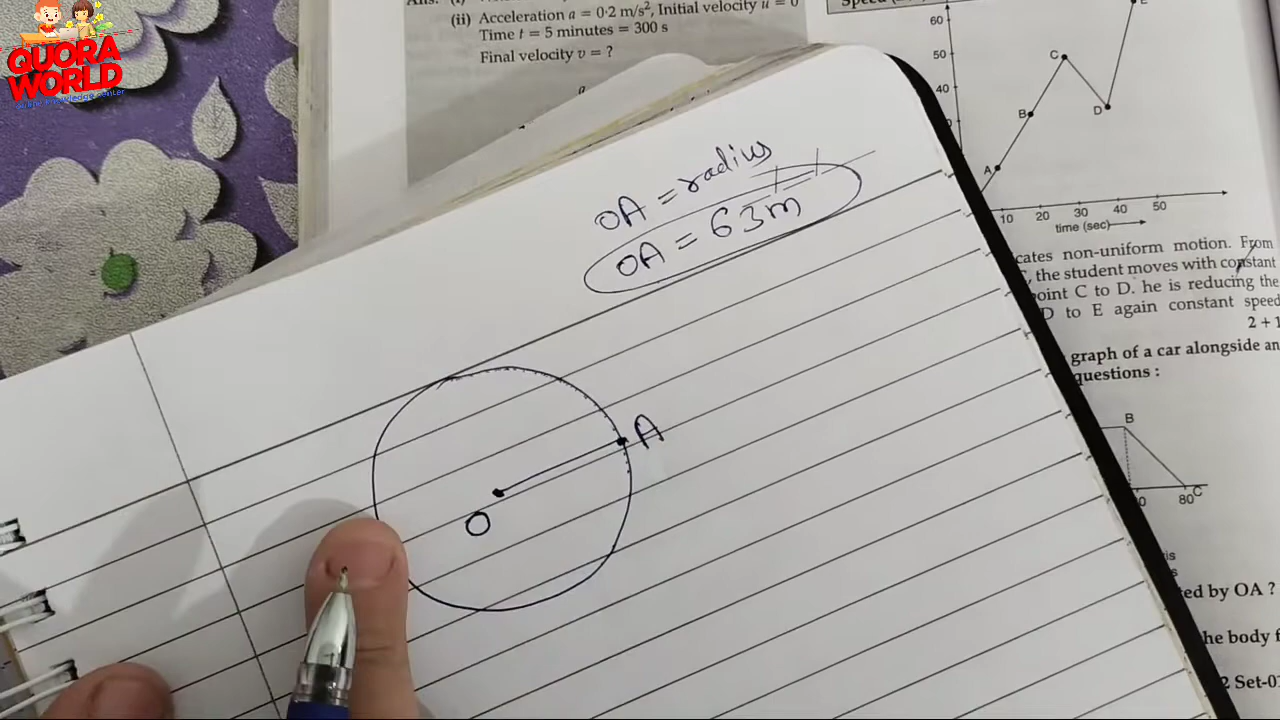 QUORA
WORLD
(ii) Acceleration a = 0·2 m/s², Initial velocity u = 0
Time t = 5 minutes = 300 s
Final velocity v = ?
a
OA = radius
OA = 63m
A
O
60
50
40
C
B
D
A
10 20 30 40 50
time (sec)
cates non-uniform motion. From
the student moves with constant
oint C to D. he is reducing the
D to E again constant speed
2 + 1
graph of a car alongside an
questions :
B
80 C
ted by OA ?
he body f
2 Set-0